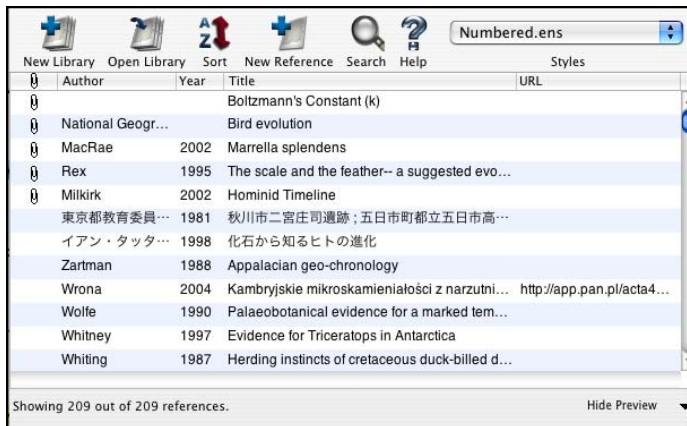 Numbered.ens
New Library Open Library Sort New Reference Search Help Styles
Author Year Title URL
Boltzmann's Constant (k)
National Geogr... Bird evolution
MacRae 2002 Marrella splendens
Rex 1995 The scale and the feather-- a suggested evo...
Milkirk 2002 Hominid Timeline
東京都教育委員… 1981 秋川市二宮庄司遺跡 ; 五日市町都立五日市高…
イアン・タッタ… 1998 化石から知るヒトの進化
Zartman 1988 Appalacian geo-chronology
Wrona 2004 Kambryjskie mikroskamieniałości z narzutni... http://app.pan.pl/acta4...
Wolfe 1990 Palaeobotanical evidence for a marked tem...
Whitney 1997 Evidence for Triceratops in Antarctica
Whiting 1987 Herding instincts of cretaceous duck-billed d...
Showing 209 out of 209 references. Hide Preview